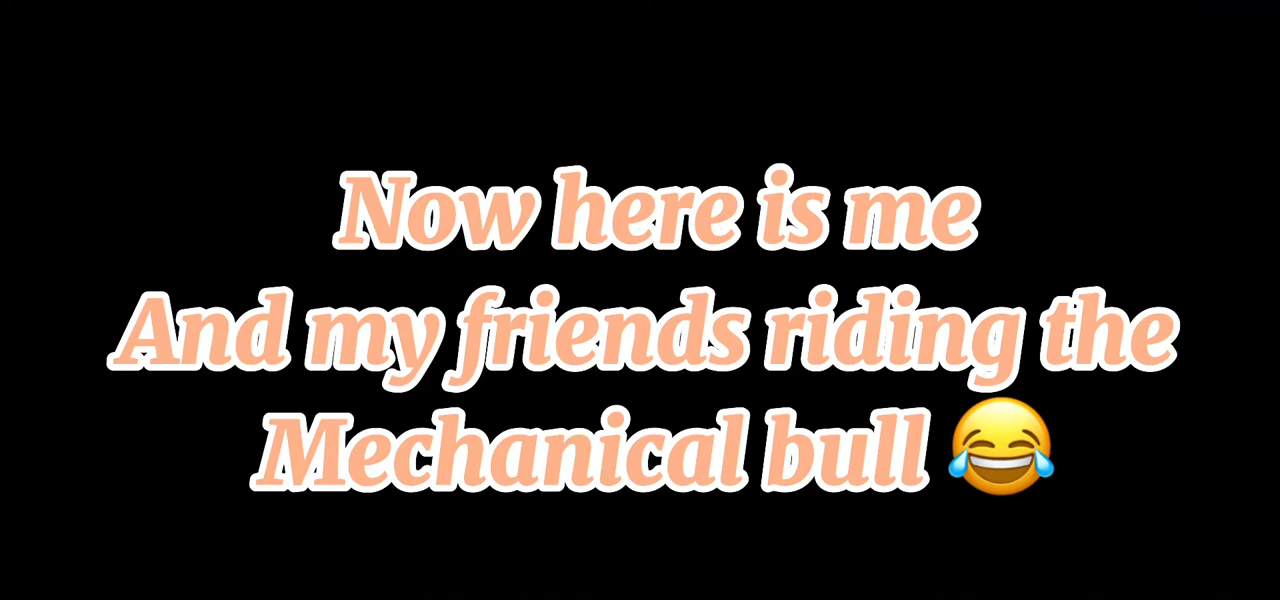 Now here is me
And my friends riding the
Mechanical bull 😂